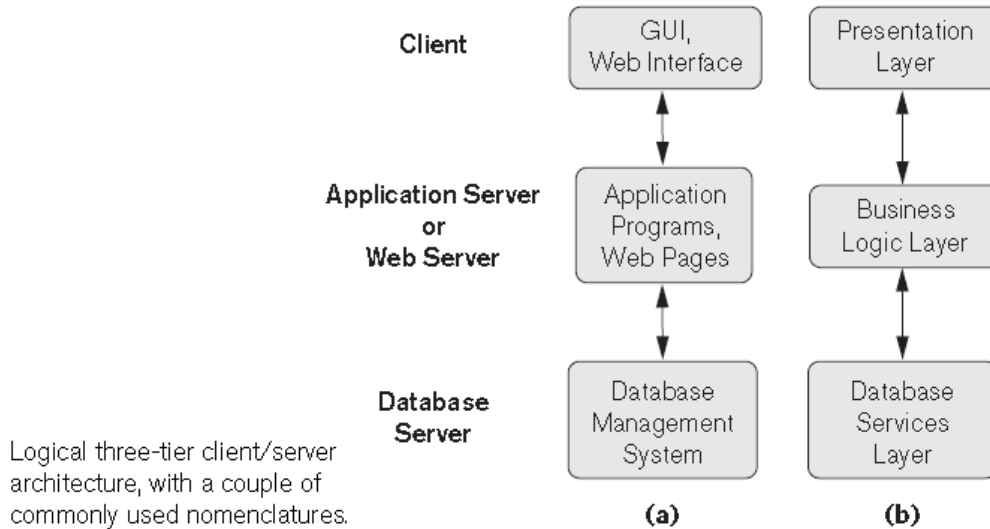 Client
GUI,
Web Interface
Presentation
Layer
Application Server
or
Web Server
Application
Programs,
Web Pages
Business
Logic Layer
Database
Server
Database
Management
System
Database
Services
Layer
(a)
(b)
Logical three-tier client/server
architecture, with a couple of
commonly used nomenclatures.